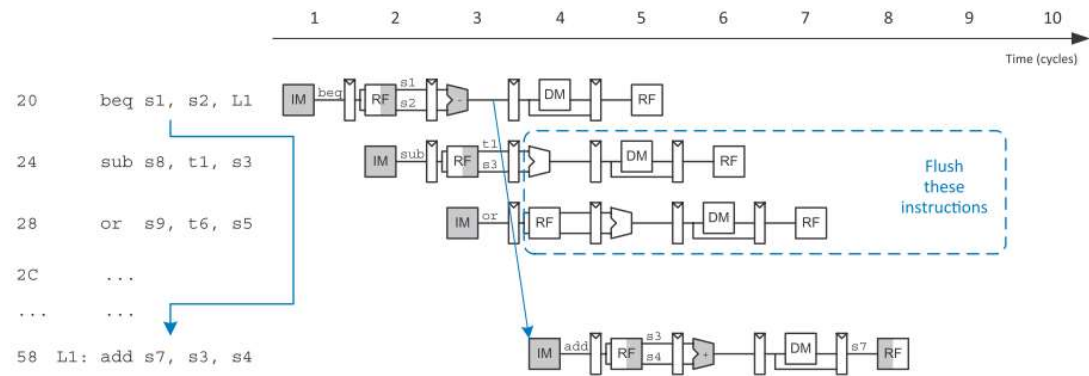 1 2 3 4 5 6 7 8 9 10
Time (cycles)
20 beq s1, s2, L1 IM beq RF s1 s2 - DM RF
24 sub s8, t1, s3 IM sub RF t1 s3 DM RF
28 or s9, t6, s5 IM or RF DM RF
Flush
these
instructions
2C ...
... ...
58 L1: add s7, s3, s4 IM add RF s3 s4 + DM s7 RF